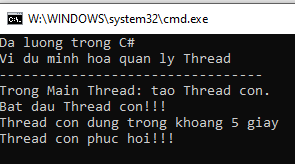 W:\WINDOWS\system32\cmd.exe
Da luong trong C#
Vi du minh hoa quan ly Thread
---------------------------------
Trong Main Thread: tao Thread con.
Bat dau Thread con!!!
Thread con dung trong khoang 5 giay
Thread con phuc hoi!!!